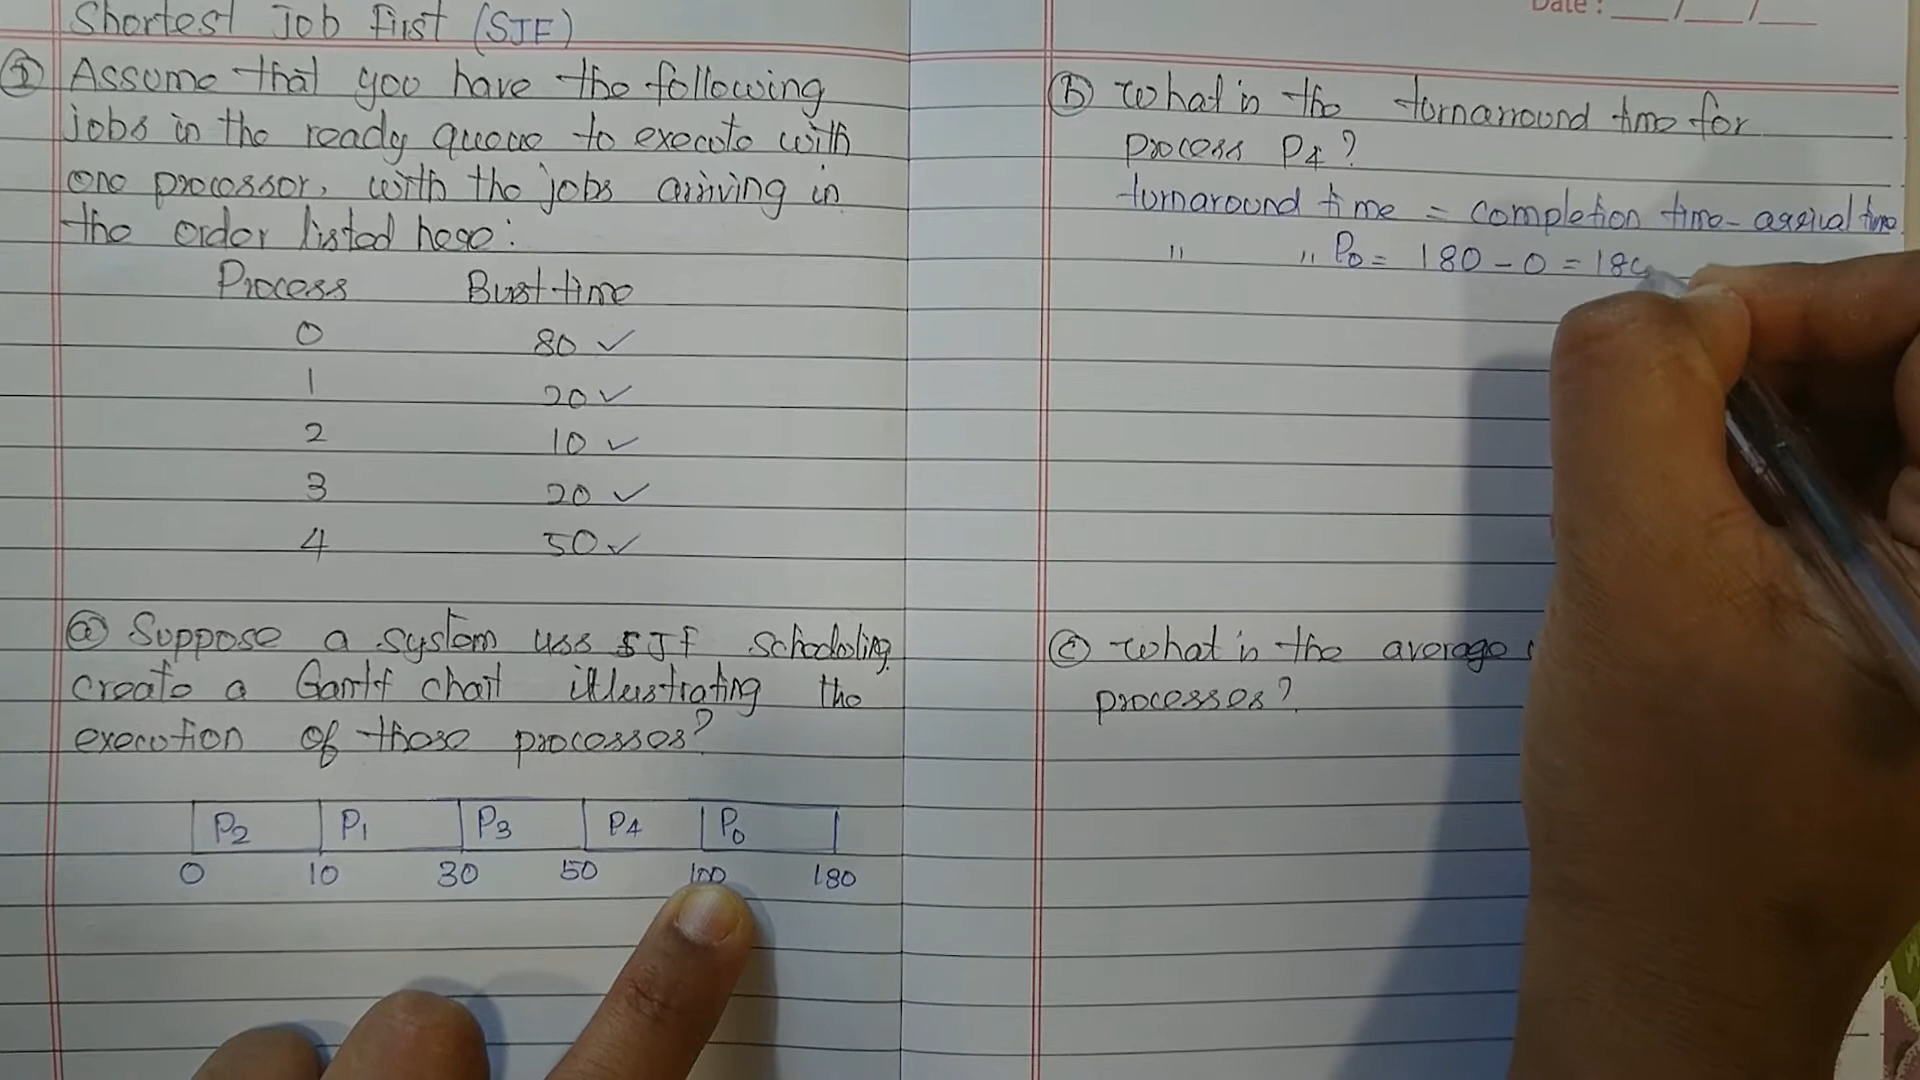 Shortest Job First (SJF)
① Assume that you have the following
jobs in the ready queue to execute with
one processor, with the jobs arriving in
the order listed here:
Process Burst time
0 80 ✓
1 20 ✓
2 10 ✓
3 20 ✓
4 50 ✓
ⓐ Suppose a system uses SJF scheduling
create a Gantt chart illustrating the
execution of those processes?
P2 P1 P3 P4 P0
0 10 30 50 100 180
Date : ___/___/___
ⓑ What is the turnarround time for
process P4?
turnaround time = completion time - arrival time
" " P0 = 180 - 0 = 180
ⓒ What is the average
processes?